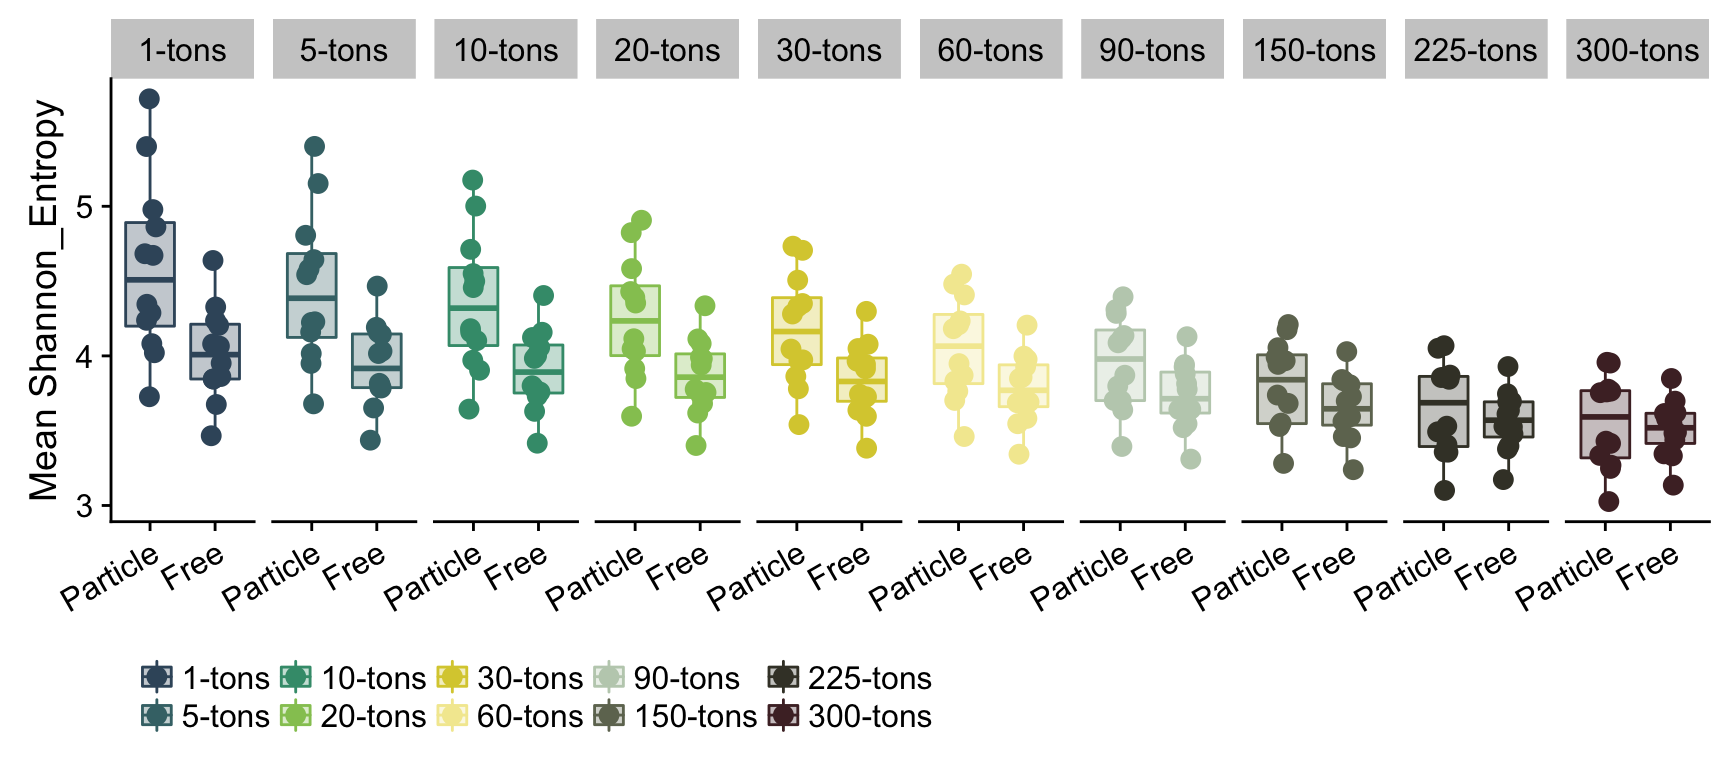 1-tons 5-tons 10-tons 20-tons 30-tons 60-tons 90-tons 150-tons 225-tons 300-tons
Mean Shannon_Entropy
5
4
3
Particle Free Particle Free Particle Free Particle Free Particle Free Particle Free Particle Free Particle Free Particle Free Particle Free
1-tons 10-tons 30-tons 90-tons 225-tons
5-tons 20-tons 60-tons 150-tons 300-tons